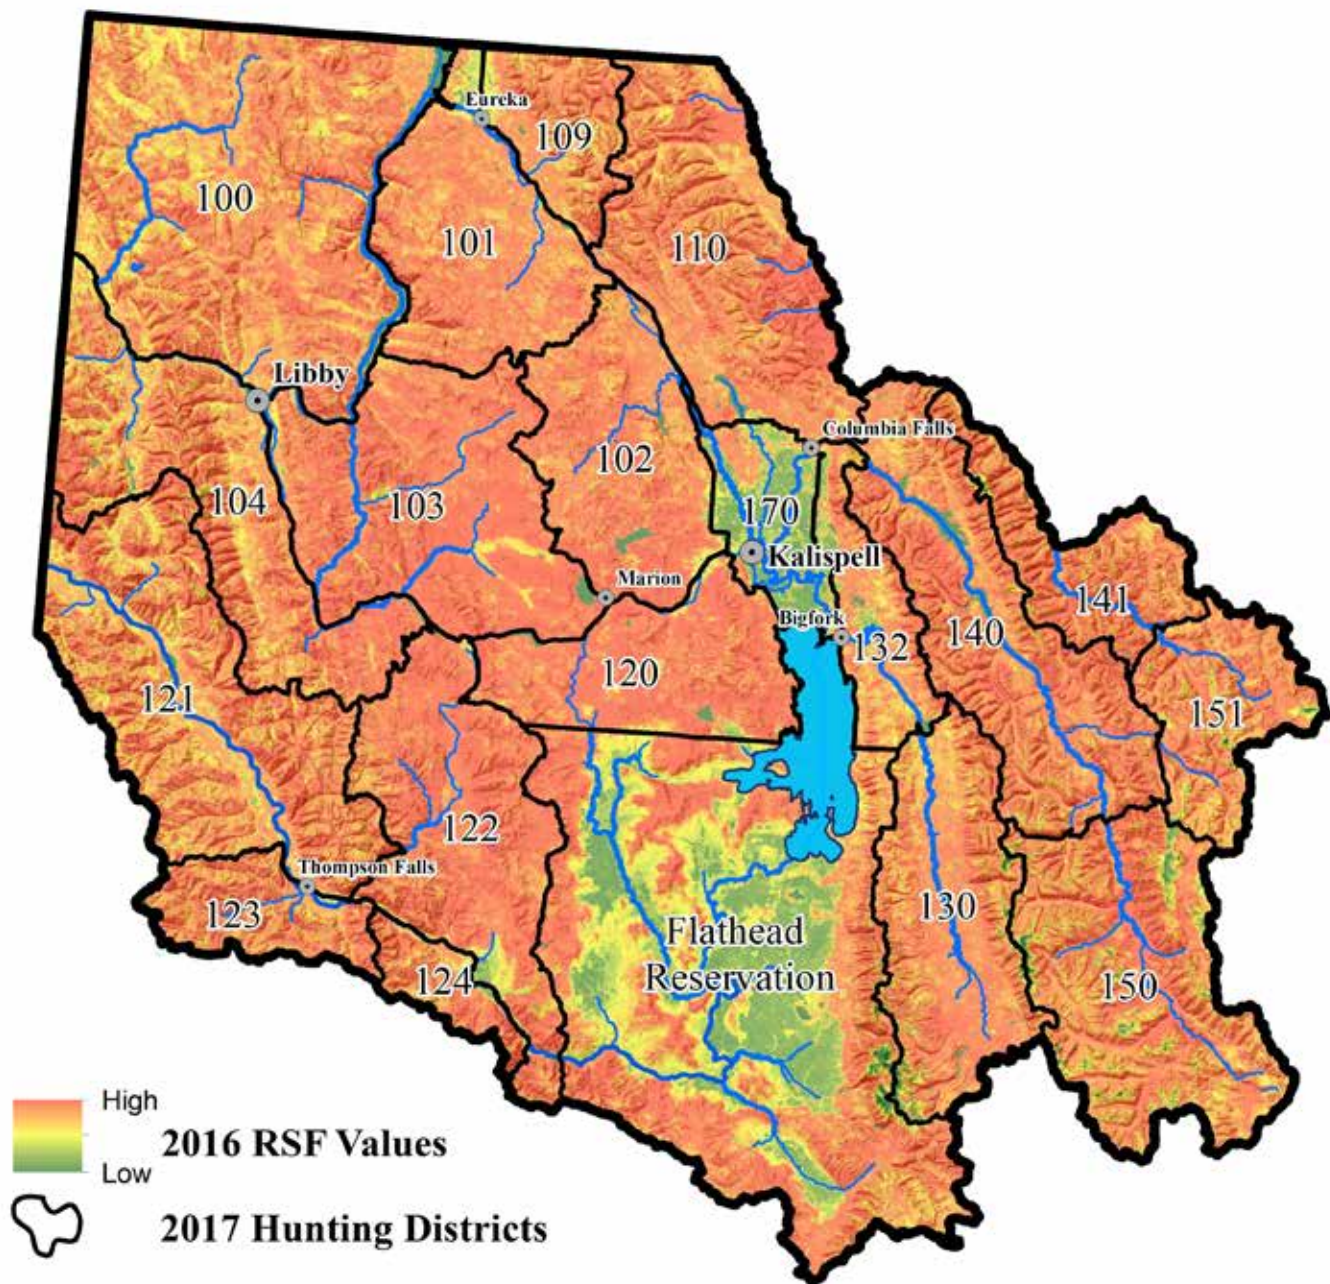 Eureka
109
100
101
110
Libby
Columbia Falls
102
104
103
170
Kalispell
Marion
141
Bigfork
140
132
120
121
151
122
Thompson Falls
123
130
Flathead
Reservation
124
150
High
2016 RSF Values
Low
2017 Hunting Districts